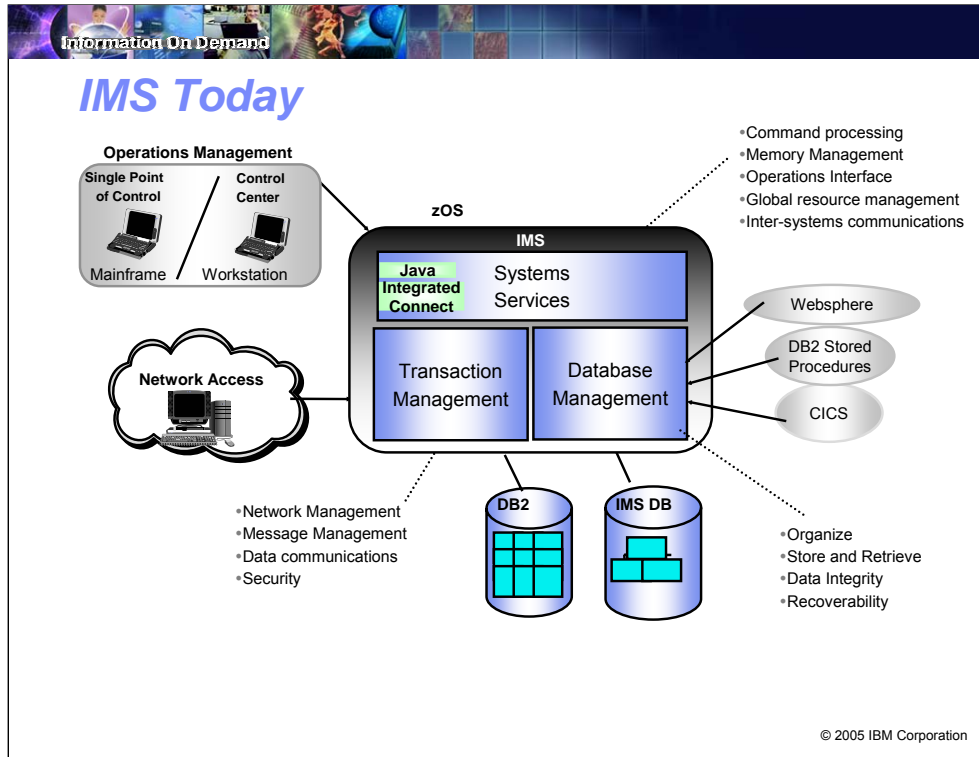 Information On Demand
IMS Today
Operations Management
Single Point
of Control
Control
Center
Mainframe
Workstation
•Command processing
•Memory Management
•Operations Interface
•Global resource management
•Inter-systems communications
zOS
IMS
Java
Integrated
Connect
Systems
Services
Transaction
Management
Database
Management
Websphere
DB2 Stored
Procedures
CICS
Network Access
•Network Management
•Message Management
•Data communications
•Security
DB2
IMS DB
•Organize
•Store and Retrieve
•Data Integrity
•Recoverability
© 2005 IBM Corporation